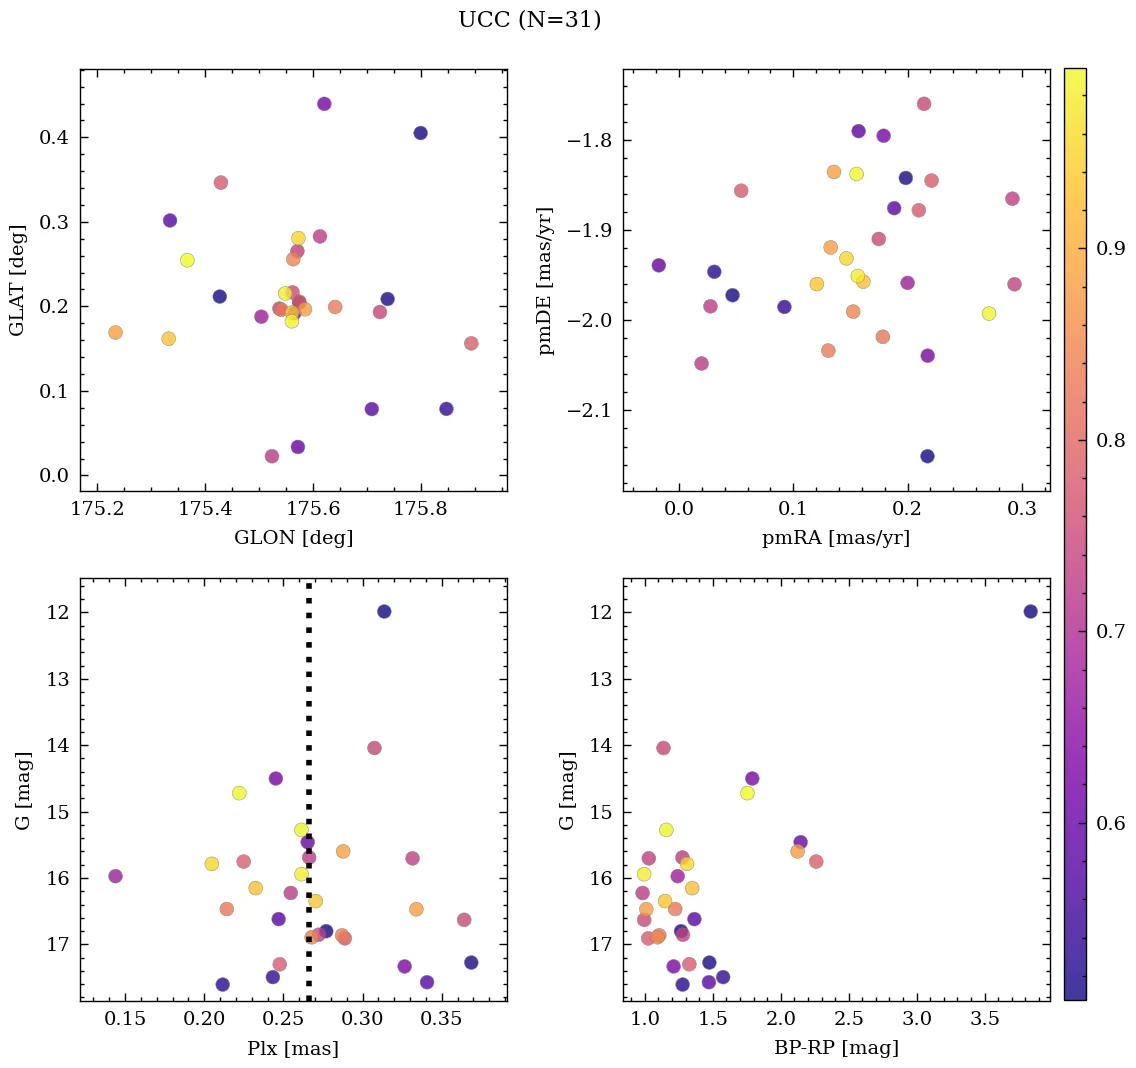 UCC (N=31)
0.4
0.3
0.2
0.1
0.0
GLAT [deg]
175.2 175.4 175.6 175.8
GLON [deg]
−1.8
−1.9
−2.0
−2.1
pmDE [mas/yr]
0.0 0.1 0.2 0.3
pmRA [mas/yr]
12
13
14
15
16
17
G [mag]
0.15 0.20 0.25 0.30 0.35
Plx [mas]
12
13
14
15
16
17
G [mag]
1.0 1.5 2.0 2.5 3.0 3.5
BP-RP [mag]
0.9
0.8
0.7
0.6